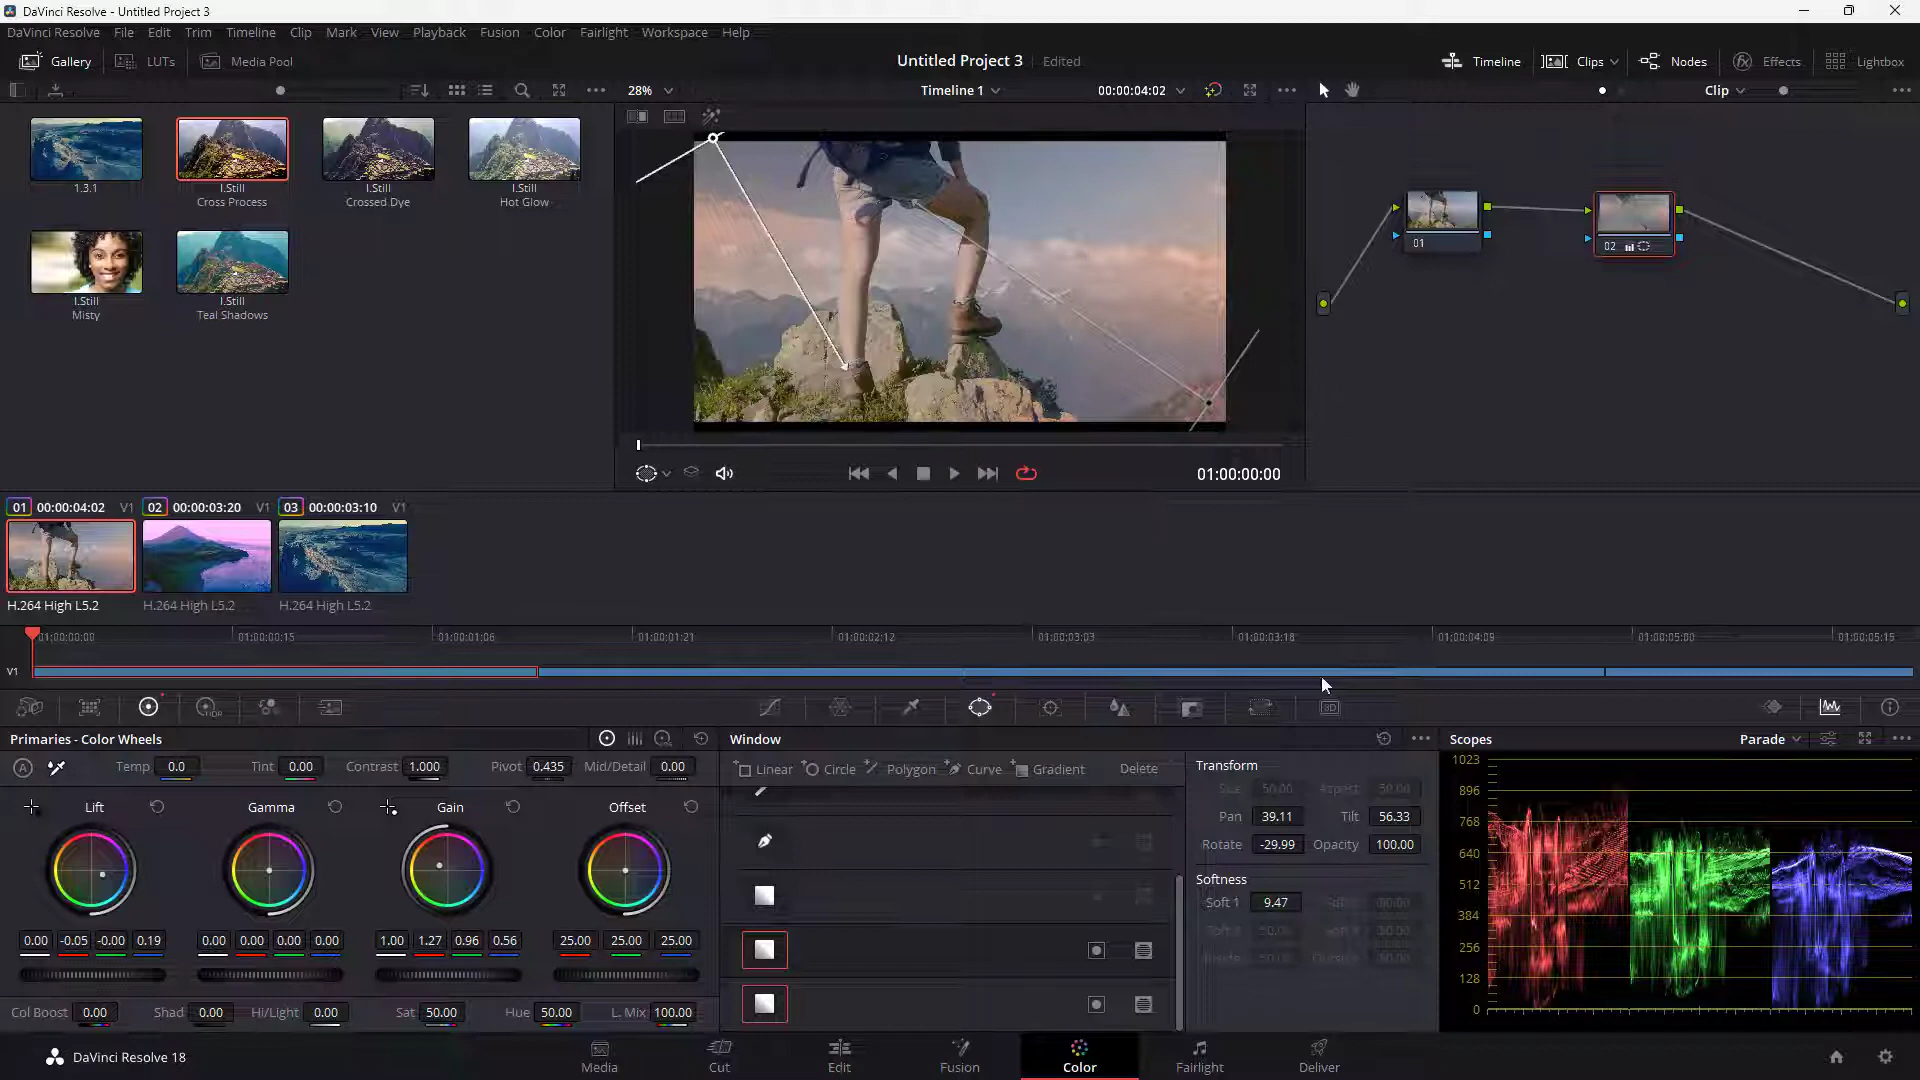 DaVinci Resolve - Untitled Project 3
DaVinci Resolve File Edit Trim Timeline Clip Mark View Playback Fusion Color Fairlight Workspace Help
Gallery LUTs Media Pool Untitled Project 3 Edited Timeline Clips Nodes Effects Lightbox
28% Timeline 1 00:00:04:02 Clip
1.3.1
I.Still
Cross Process
I.Still
Crossed Dye
I.Still
Hot Glow
I.Still
Misty
I.Still
Teal Shadows
01
02
01:00:00:00
01 00:00:04:02 V1 02 00:00:03:20 V1 03 00:00:03:10 V1
H.264 High L5.2 H.264 High L5.2 H.264 High L5.2
01:00:00:00 01:00:00:15 01:00:01:06 01:00:01:21 01:00:02:12 01:00:03:03 01:00:03:18 01:00:04:09 01:00:05:00 01:00:05:15
V1
HDR
3D
Primaries - Color Wheels
A Temp 0.0 Tint 0.00 Contrast 1.000 Pivot 0.435 Mid/Detail 0.00
Lift Gamma Gain Offset
0.00 -0.05 -0.00 0.19 0.00 0.00 0.00 0.00 1.00 1.27 0.96 0.56 25.00 25.00 25.00
Col Boost 0.00 Shad 0.00 Hi/Light 0.00 Sat 50.00 Hue 50.00 L. Mix 100.00
Window
Linear Circle Polygon Curve Gradient Delete
Transform
Size 50.00 Aspect 50.00
Pan 39.11 Tilt 56.33
Rotate -29.99 Opacity 100.00
Softness
Soft 1 9.47
Scopes Parade
1023
896
768
640
512
384
256
128
0
DaVinci Resolve 18 Media Cut Edit Fusion Color Fairlight Deliver